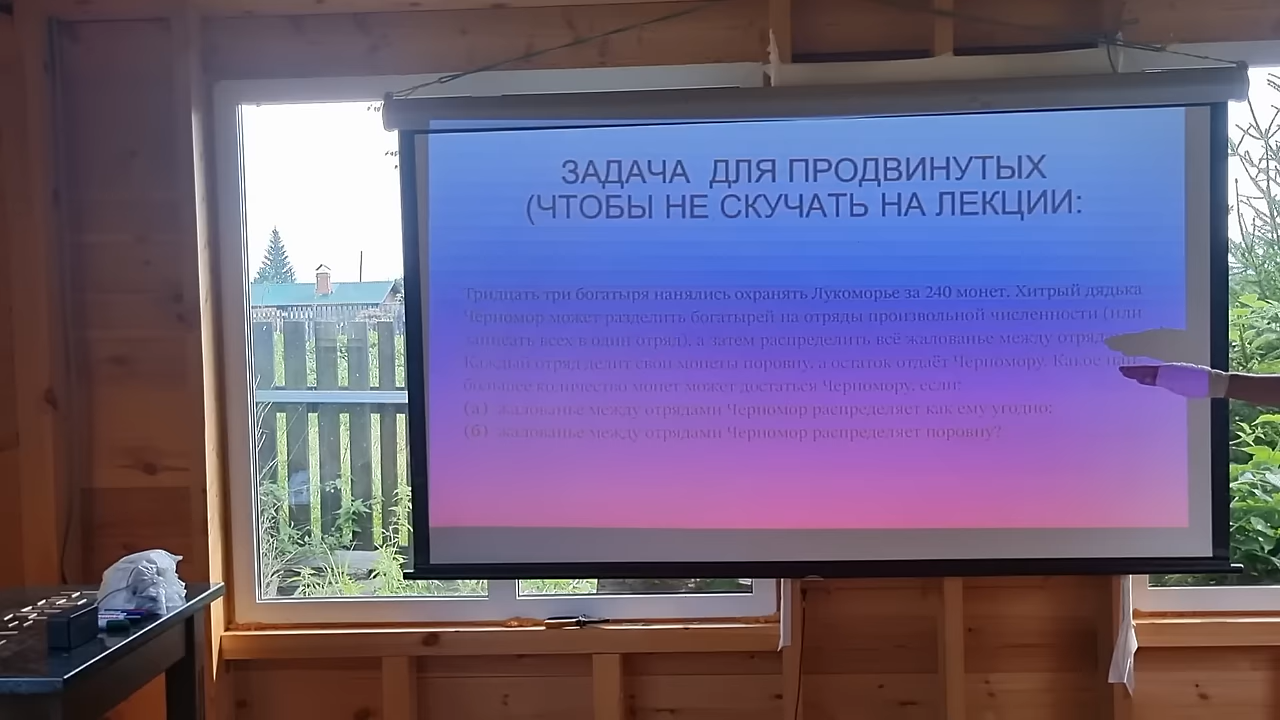 ЗАДАЧА ДЛЯ ПРОДВИНУТЫХ
(ЧТОБЫ НЕ СКУЧАТЬ НА ЛЕКЦИИ:
Тридцать три богатыря нанялись охранять Лукоморье за 240 монет. Хитрый дядька
Черномор может разделить богатырей на отряды произвольной численности (или
записать всех в один отряд), а затем распределить всё жалованье между
Каждый отряд делит свои монеты поровну, а остаток отдаёт Черномору. Какое
большее количество монет может достаться Черномору, если:
(а) жалованье между отрядами Черномор распределяет как ему угодно;
(б) жалованье между отрядами Черномор распределяет поровну?